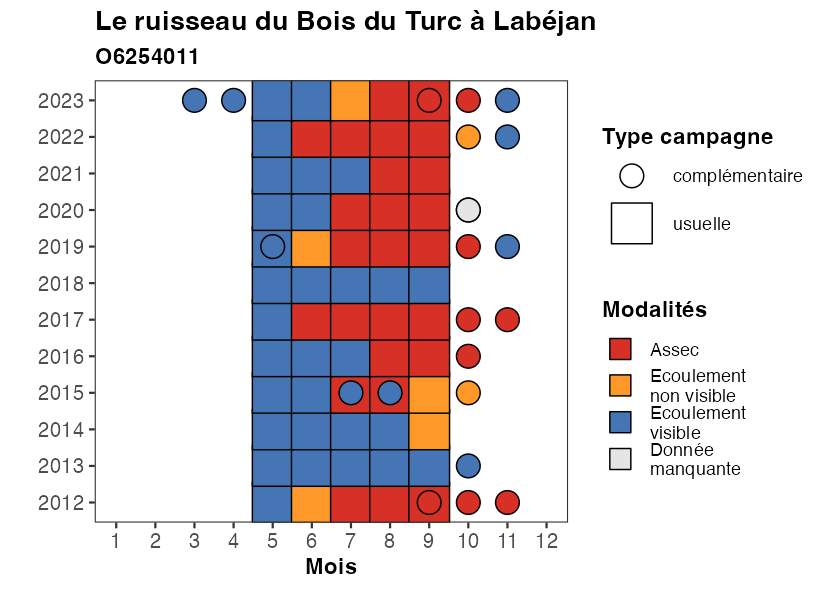 Le ruisseau du Bois du Turc à Labéjan
O6254011
2023
2022
2021
2020
2019
2018
2017
2016
2015
2014
2013
2012
1 2 3 4 5 6 7 8 9 10 11 12
Mois
Type campagne
complémentaire
usuelle
Modalités
Assec
Ecoulement
non visible
Ecoulement
visible
Donnée
manquante